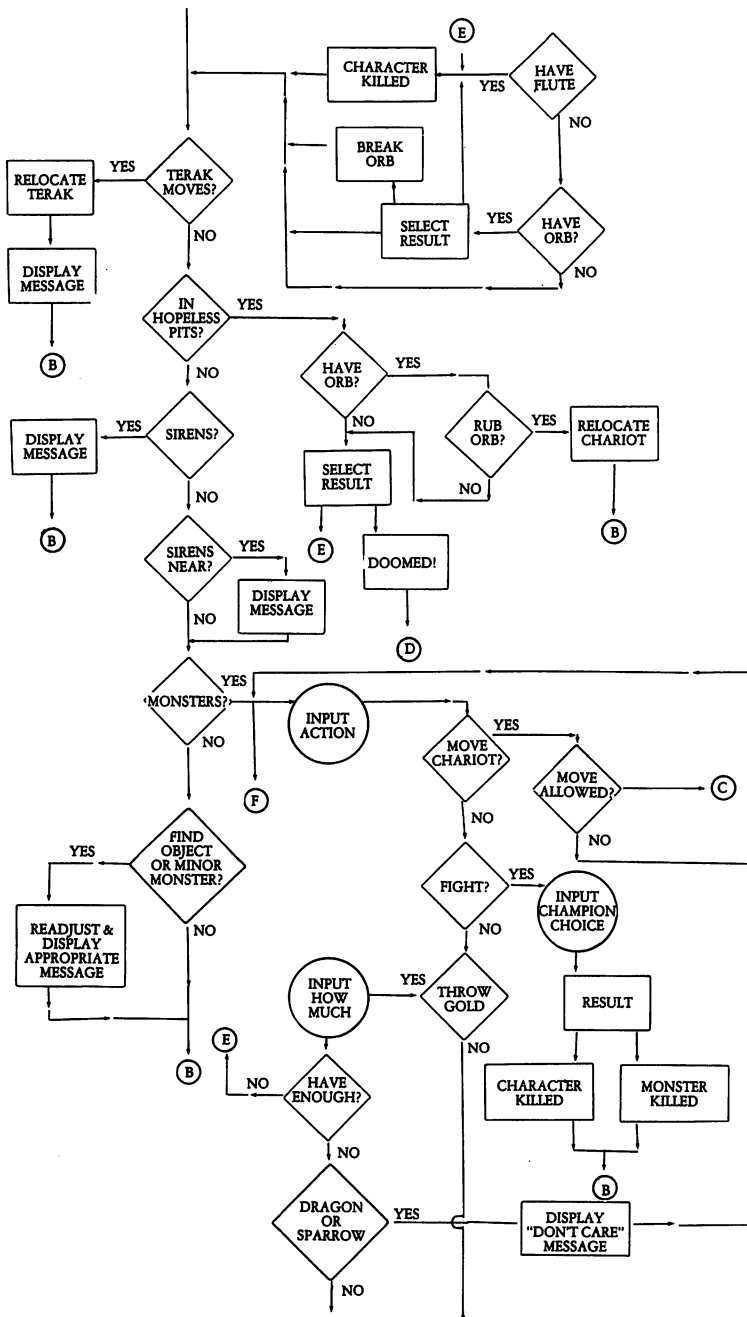 E
CHARACTER
KILLED
YES
HAVE
FLUTE
NO
BREAK
ORB
YES
RELOCATE
TERAK
TERAK
MOVES?
SELECT
RESULT
YES
HAVE
ORB?
NO
NO
DISPLAY
MESSAGE
B
IN
HOPELESS
PITS?
YES
NO
HAVE
ORB?
YES
NO
RUB
ORB?
YES
RELOCATE
CHARIOT
NO
B
DISPLAY
MESSAGE
YES
SIRENS?
NO
B
SELECT
RESULT
E
DOOMED!
D
SIRENS
NEAR?
YES
DISPLAY
MESSAGE
NO
MONSTERS?
YES
NO
INPUT
ACTION
F
MOVE
CHARIOT?
YES
NO
MOVE
ALLOWED?
C
NO
YES
FIND
OBJECT
OR MINOR
MONSTER?
NO
READJUST &
DISPLAY
APPROPRIATE
MESSAGE
B
FIGHT?
YES
NO
INPUT
CHAMPION
CHOICE
INPUT
HOW
MUCH
YES
THROW
GOLD
NO
RESULT
CHARACTER
KILLED
MONSTER
KILLED
B
E
NO
HAVE
ENOUGH?
NO
DRAGON
OR
SPARROW
YES
DISPLAY
"DON'T CARE"
MESSAGE
NO